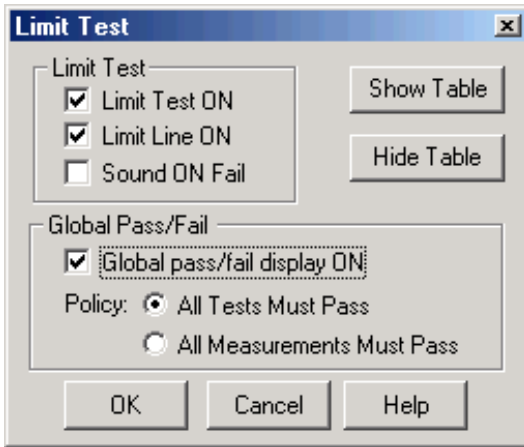 Limit Test
Limit Test
Limit Test ON
Limit Line ON
Sound ON Fail
Show Table
Hide Table
Global Pass/Fail
Global pass/fail display ON
Policy: All Tests Must Pass
All Measurements Must Pass
OK Cancel Help